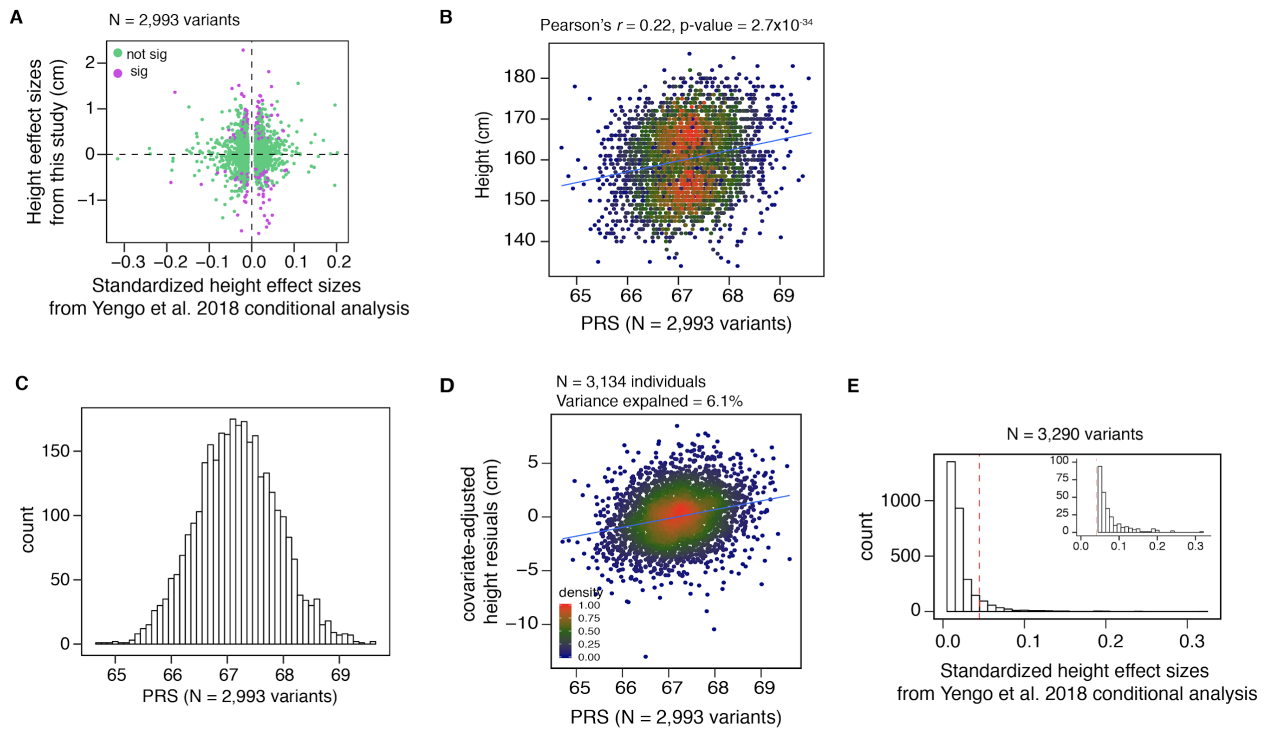 A
N = 2,993 variants
not sig
sig
2
1
0
−1
Height eeffect sizes
from this study (cm)
−0.3 −0.2 −0.1 0.0 0.1 0.2
Standardized height effect sizes
from Yengo et al. 2018 conditional analysis
B
Pearson's r = 0.22, p-value = 2.7x10-34
180
170
160
150
140
Height (cm)
65 66 67 68 69
PRS (N = 2,993 variants)
C
150
100
50
0
count
65 66 67 68 69
PRS (N = 2,993 variants)
D
N = 3,134 individuals
Variance expalned = 6.1%
5
0
−5
−10
covariate-adjusted
height resiuals (cm)
density
1.00
0.75
0.50
0.25
0.00
65 66 67 68 69
PRS (N = 2,993 variants)
E
N = 3,290 variants
1000
500
0
count
100
75
50
25
0
0.0 0.1 0.2 0.3
0.0 0.1 0.2 0.3
Standardized height effect sizes
from Yengo et al. 2018 conditional analysis